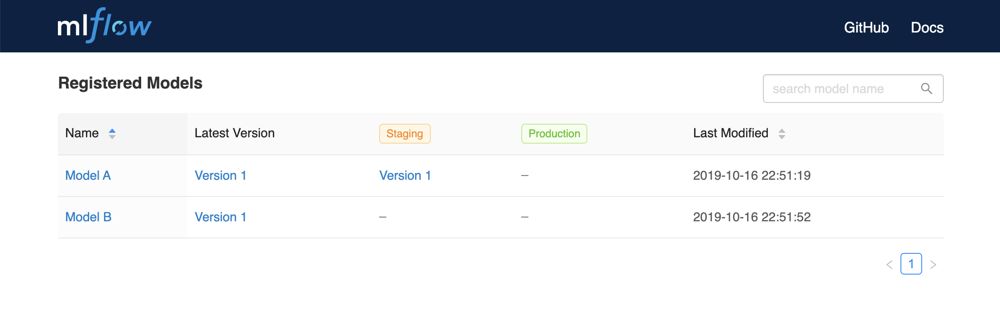 mlflow
GitHub Docs
Registered Models
search model name
Name Latest Version Staging Production Last Modified
Model A Version 1 Version 1 – 2019-10-16 22:51:19
Model B Version 1 – – 2019-10-16 22:51:52
< 1 >